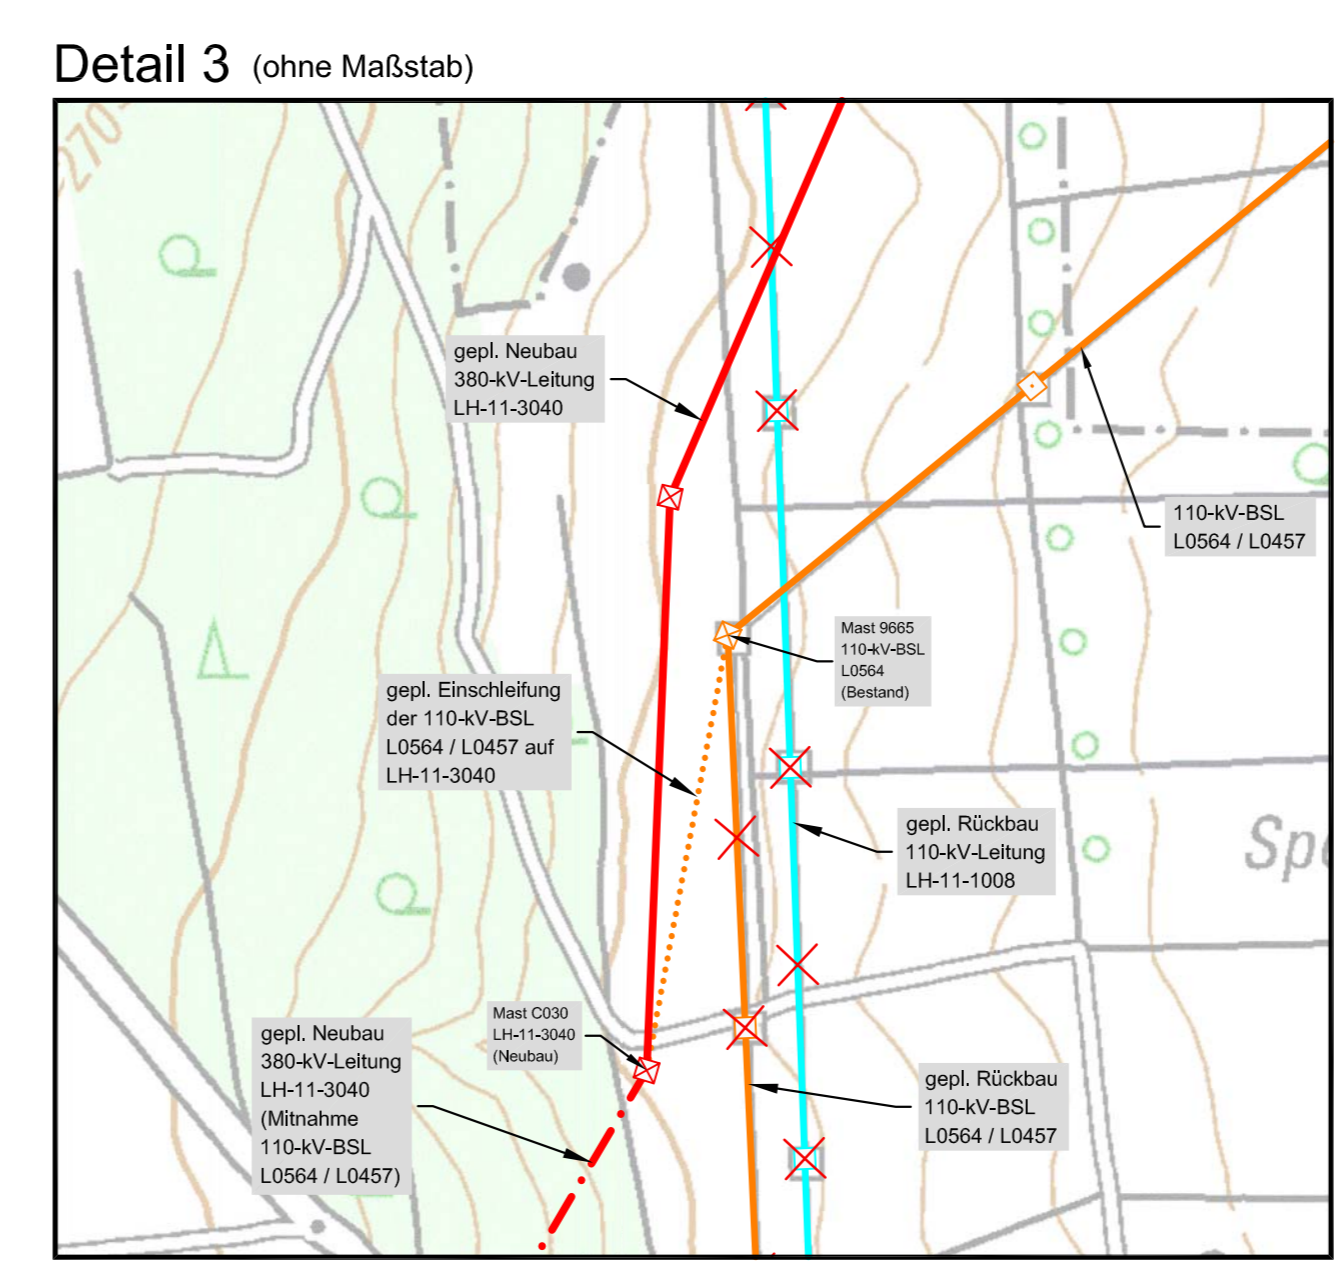 Detail 3 (ohne Maßstab)
270
gepl. Neubau
380-kV-Leitung
LH-11-3040
110-kV-BSL
L0564 / L0457
Mast 9665
110-kV-BSL
L0564
(Bestand)
gepl. Einschleifung
der 110-kV-BSL
L0564 / L0457 auf
LH-11-3040
gepl. Rückbau
110-kV-Leitung
LH-11-1008
Mast C030
LH-11-3040
(Neubau)
gepl. Neubau
380-kV-Leitung
LH-11-3040
(Mitnahme
110-kV-BSL
L0564 / L0457)
gepl. Rückbau
110-kV-BSL
L0564 / L0457